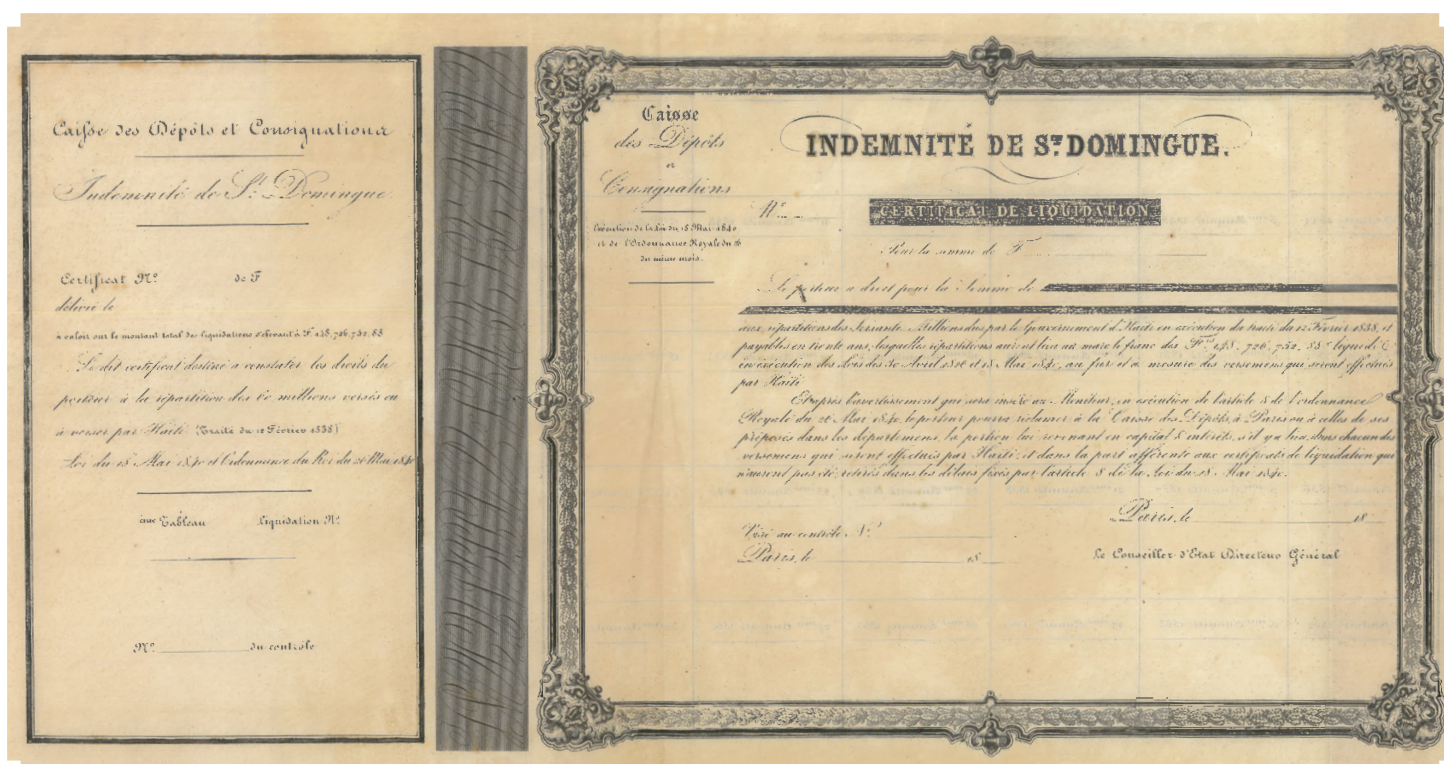 Caisse des Dépôts et Consignations
Indemnité de St. Domingue
Certificat No. de F
délivré le
à valoir sur le montant total des liquidations s'élevant à F. 148,726,752.83
Le dit certificat destiné à constater les droits du
porteur à la répartition des 60 millions versés ou
à verser par Haïti (Traité du 12 Février 1838)
Loi du 18 Mai 1840 et Ordonnance du Roi du 26 Mai 1840
ème Tableau Liquidation No.
No. du contrôle
Caisse
des Dépôts
et
Consignations
Exécution de la Loi du 18 Mai 1840
et de l'Ordonnance Royale du 26
du même mois.
INDEMNITÉ DE ST. DOMINGUE.
No.
CERTIFICAT DE LIQUIDATION
Pour la somme de F.
Le porteur a droit pour la Somme de
aux répartitions des Soixante Millions dus par le Gouvernement d'Haïti en exécution du traité du 12 Février 1838, et
payables en trente ans, lesquelles répartitions auront lieu au marc le franc des Fcs 148,726,752.83c liquidés
en exécution des Lois des 30 Avril 1826 et 18 Mai 1840, au fur et à mesure des versemens qui seront effectués
par Haïti
Et après l'avertissement qui sera inséré au Moniteur, en exécution de l'article 8 de l'ordonnance
Royale du 26 Mai 1840, le porteur pourra réclamer à la Caisse des Dépôts, à Paris ou à celles de ses
préposés dans les départemens, la portion lui revenant en capital & intérêts, s'il y a lieu, dans chacun des
versemens qui seront effectués par Haïti, et dans la part afférente aux certificats de liquidation qui
n'auront pas été retirés dans les délais fixés par l'article 8 de la Loi du 18 Mai 1840.
Paris, le 18
Visé au contrôle No.
Paris, le 18
Le Conseiller d'État Directeur Général